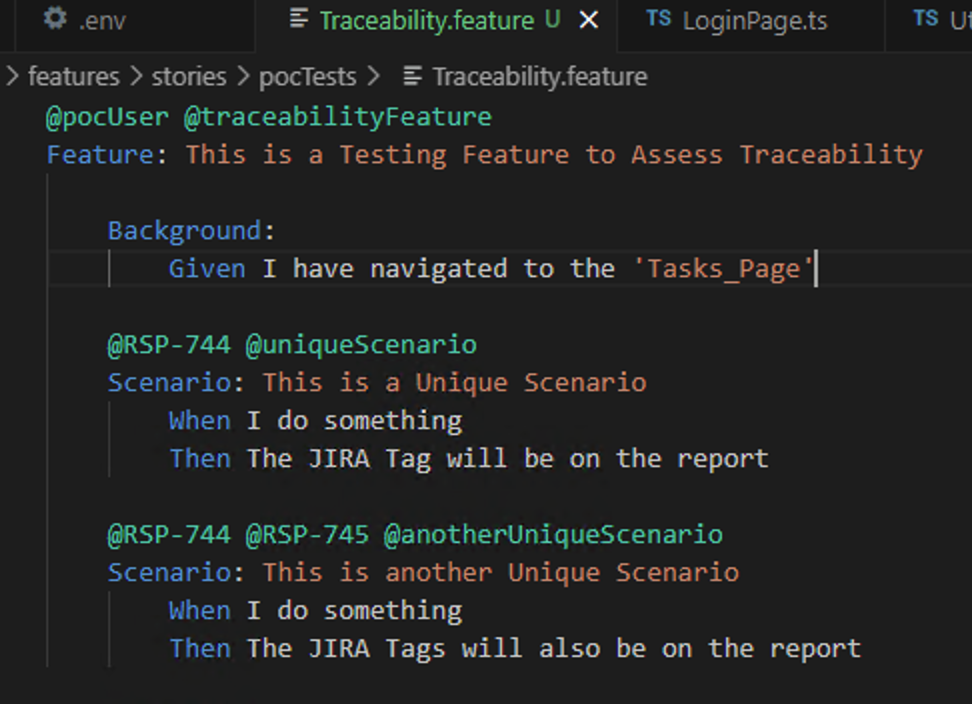 .env Traceability.feature U × TS LoginPage.ts TS
> features > stories > pocTests > Traceability.feature
@pocUser @traceabilityFeature
Feature: This is a Testing Feature to Assess Traceability
Background:
Given I have navigated to the 'Tasks_Page'
@RSP-744 @uniqueScenario
Scenario: This is a Unique Scenario
When I do something
Then The JIRA Tag will be on the report
@RSP-744 @RSP-745 @anotherUniqueScenario
Scenario: This is another Unique Scenario
When I do something
Then The JIRA Tags will also be on the report